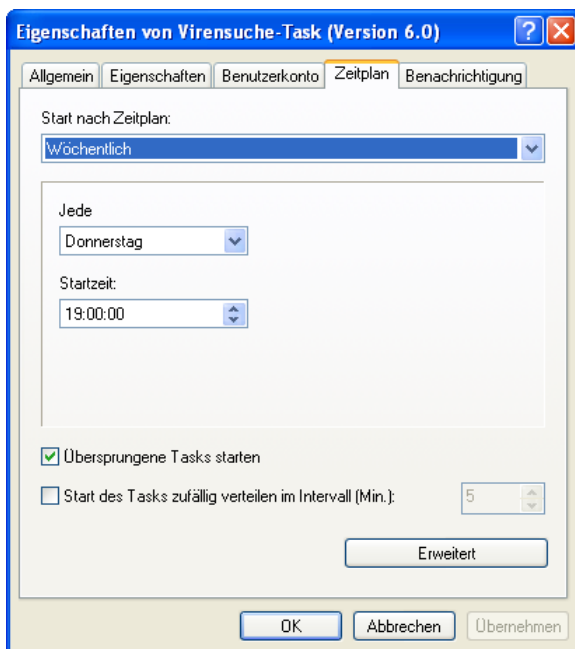 Eigenschaften von Virensuche-Task (Version 6.0)
Allgemein Eigenschaften Benutzerkonto Zeitplan Benachrichtigung
Start nach Zeitplan:
Wöchentlich
Jede
Donnerstag
Startzeit:
19:00:00
Übersprungene Tasks starten
Start des Tasks zufällig verteilen im Intervall (Min.): 5
Erweitert
OK Abbrechen Übernehmen